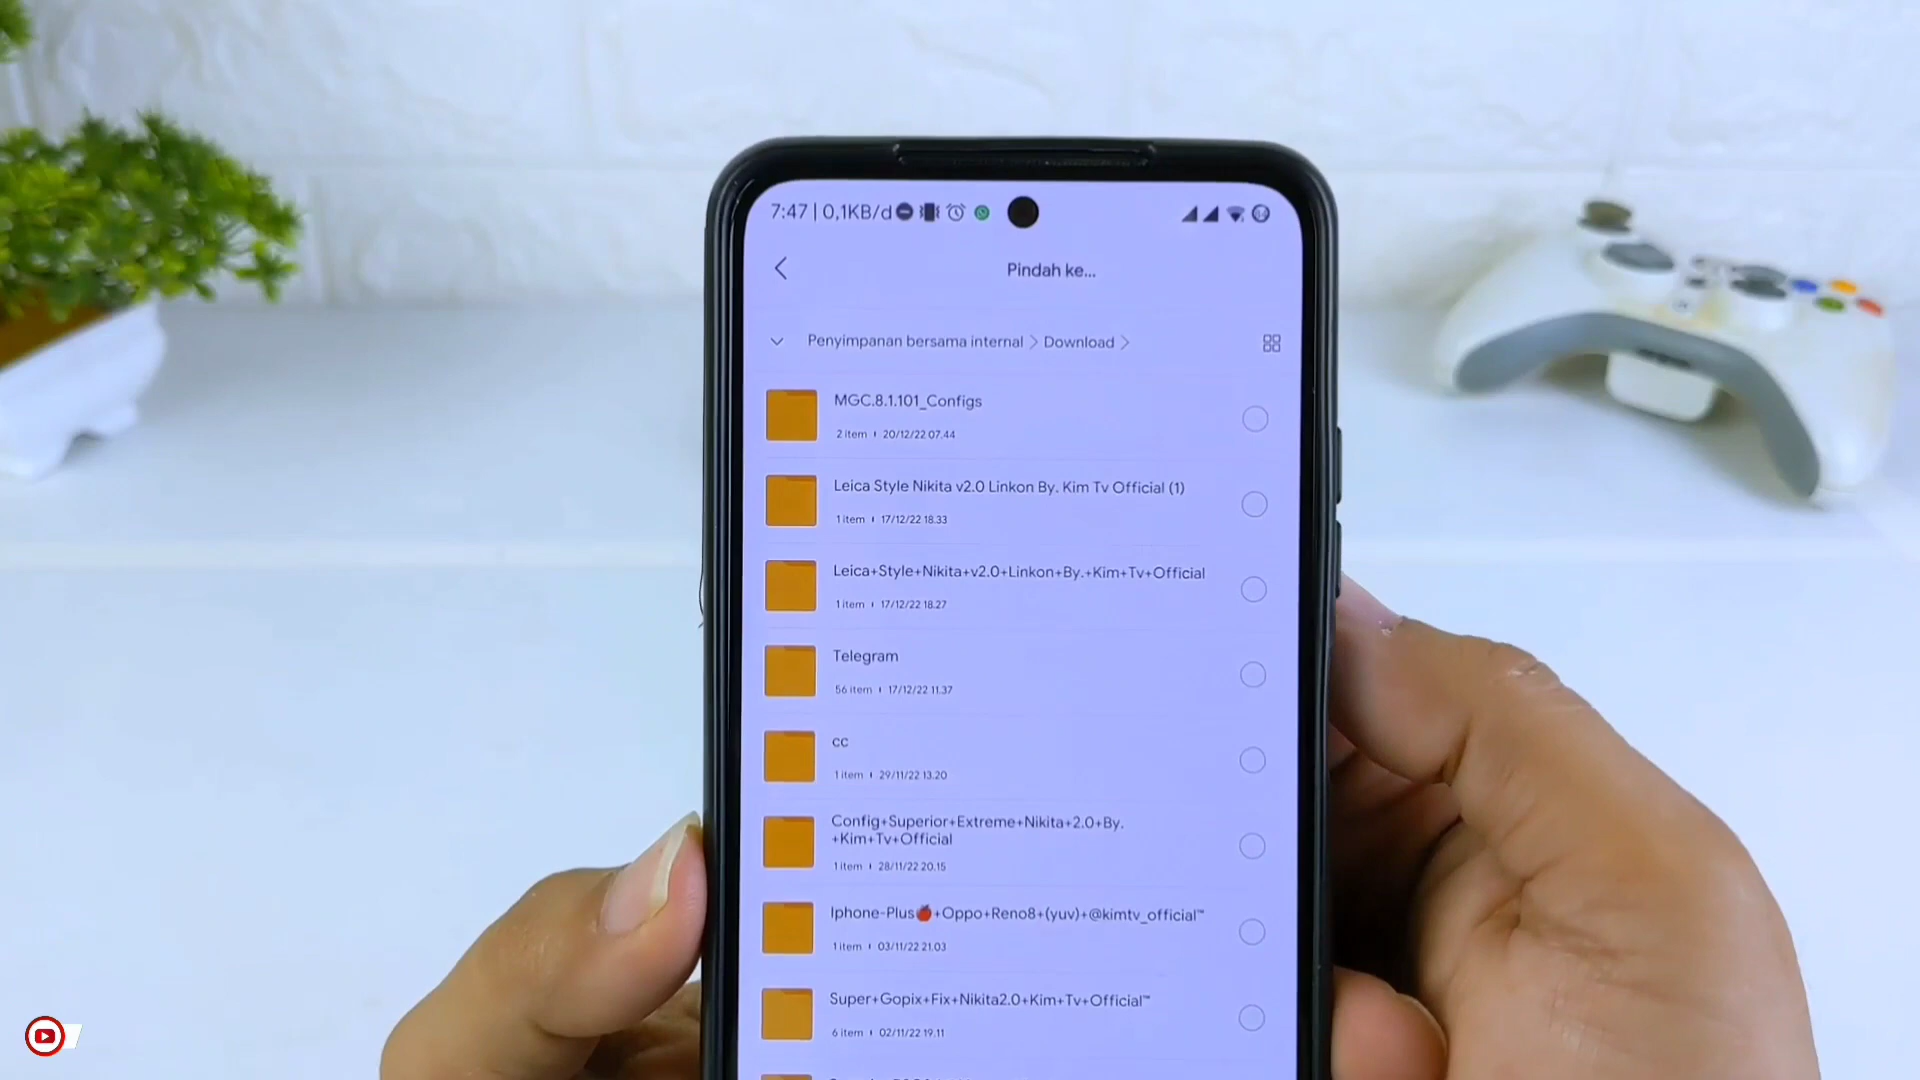 7:47 | 0,1KB/d
Pindah ke...
Penyimpanan bersama internal > Download >
MGC.8.1.101_Configs
2 item | 20/12/22 07.44
Leica Style Nikita v2.0 Linkon By. Kim Tv Official (1)
1 item | 17/12/22 18.33
Leica+Style+Nikita+v2.0+Linkon+By.+Kim+Tv+Official
1 item | 17/12/22 18.27
Telegram
56 item | 17/12/22 11.37
cc
1 item | 29/11/22 13.20
Config+Superior+Extreme+Nikita+2.0+By.
+Kim+Tv+Official
1 item | 28/11/22 20.15
Iphone-Plus🍎+Oppo+Reno8+(yuv)+@kimtv_official™
1 item | 03/11/22 21.03
Super+Gopix+Fix+Nikita2.0+Kim+Tv+Official™
6 item | 02/11/22 19.11